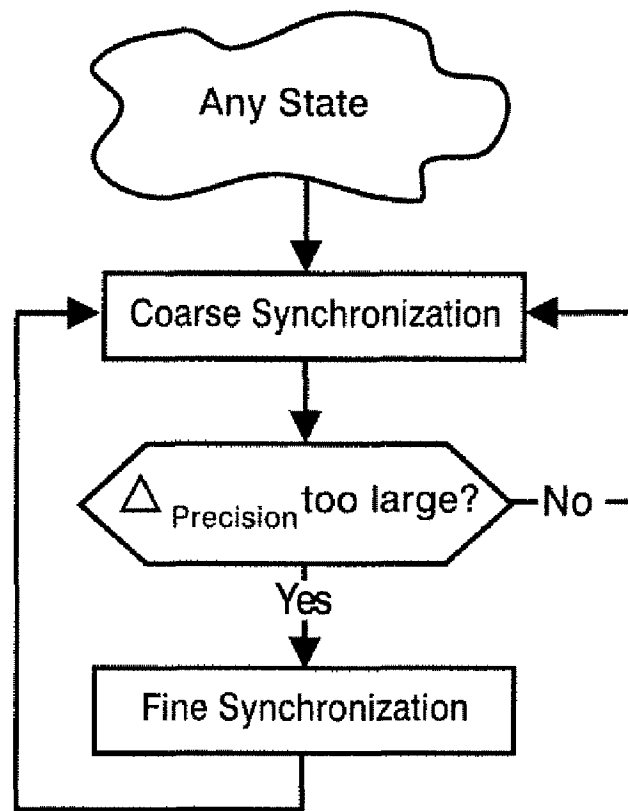 Any State
Coarse Synchronization
△ Precision too large?
No
Yes
Fine Synchronization